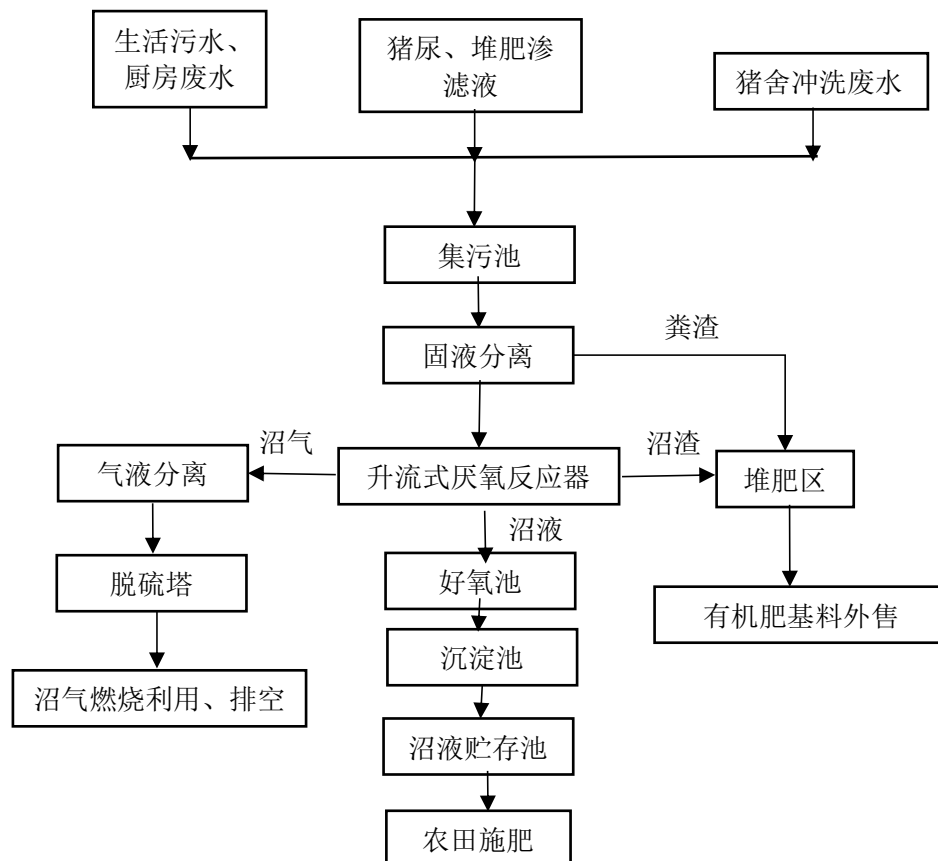 生活污水、
厨房废水
猪尿、堆肥渗
滤液
猪舍冲洗废水
集污池
固液分离
粪渣
沼气
升流式厌氧反应器
沼渣
气液分离
堆肥区
沼液
脱硫塔
好氧池
有机肥基料外售
沉淀池
沼气燃烧利用、排空
沼液贮存池
农田施肥